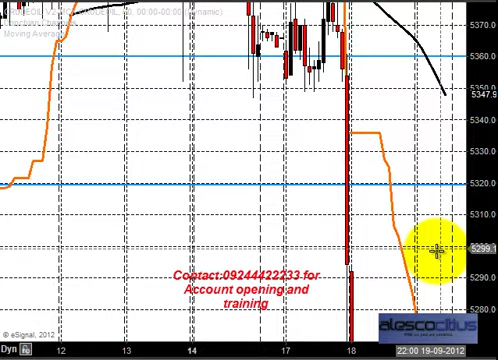 Moving Average
5370.0
5360.0
5350.0
5347.9
5340.0
5330.0
5320.0
5310.0
5299.1
5290.0
5280.0
Contact:09244422233 for
Account opening and
training
© eSignal, 2012
alescocitius
Dyn
12
13
14
17
18
22:00 19-09-2012